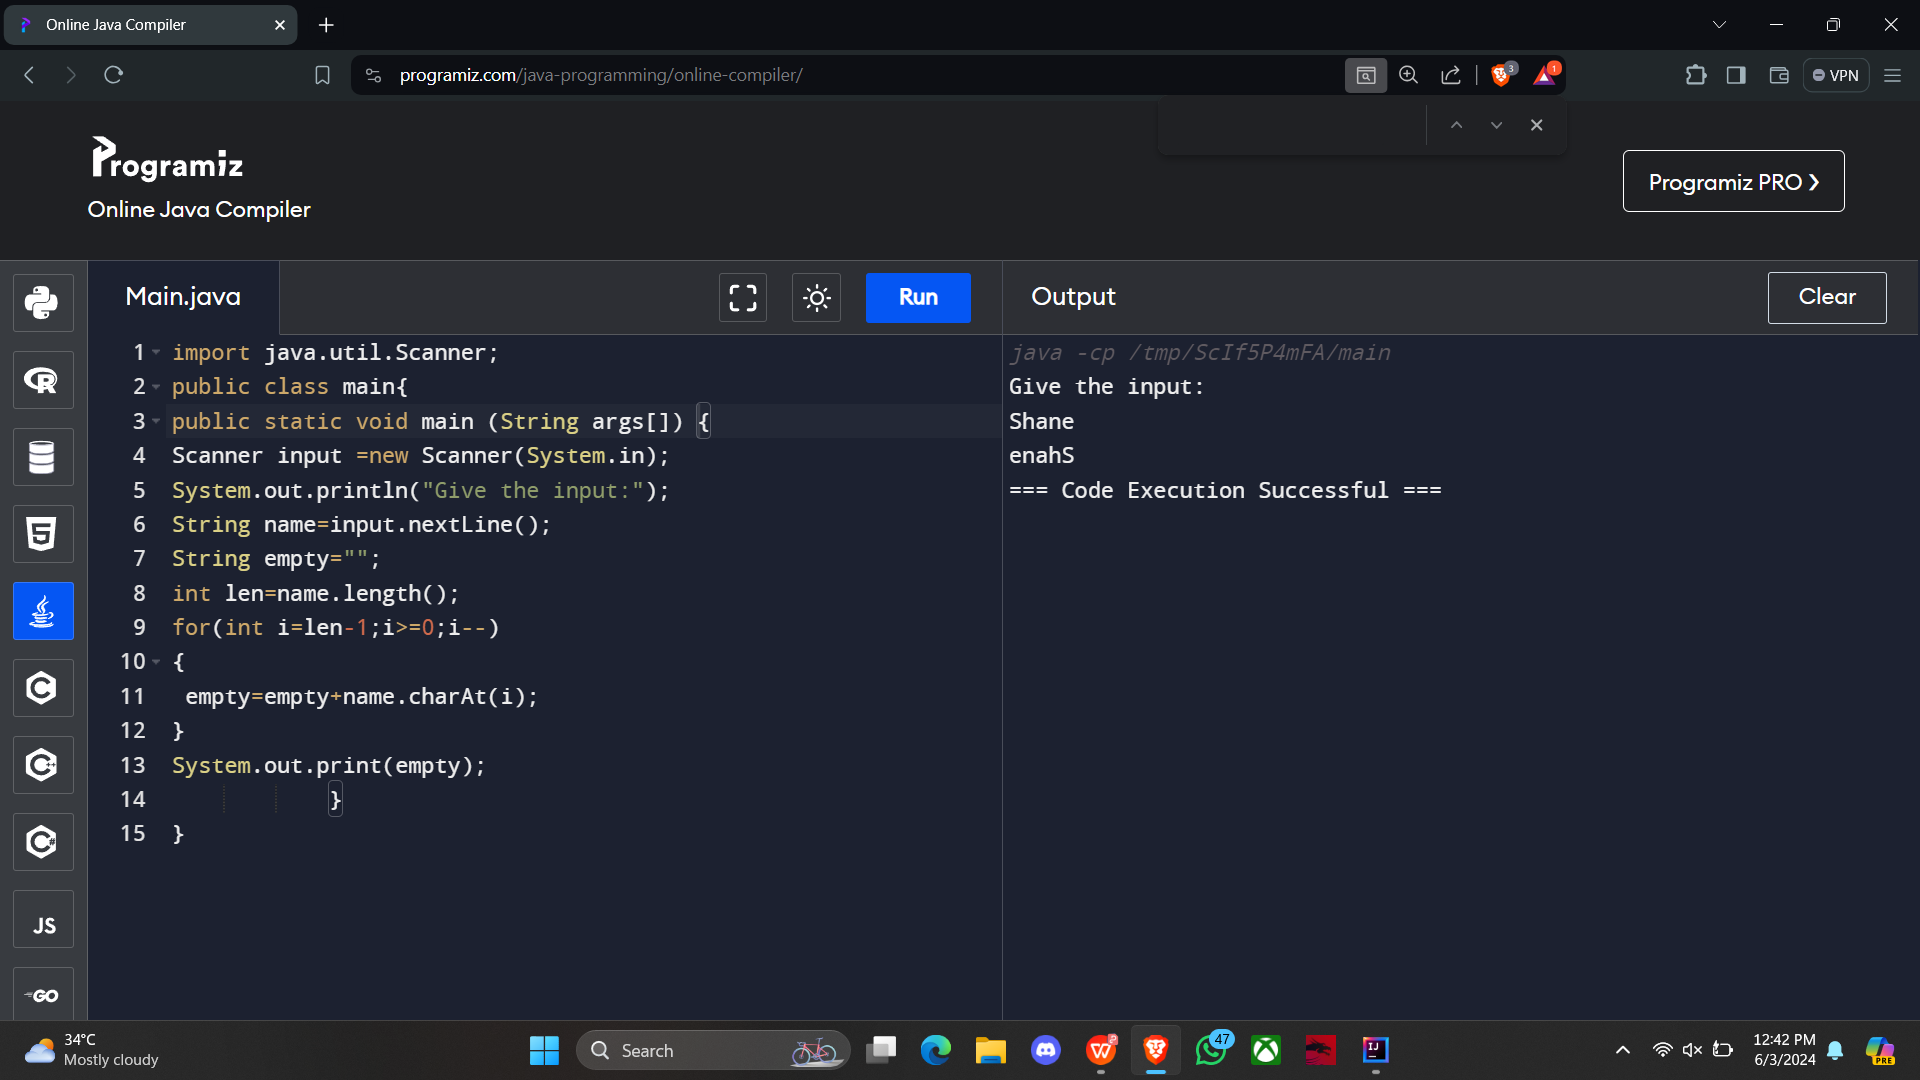 Online Java Compiler
programiz.com/java-programming/online-compiler/
3
1
VPN
Programiz
Online Java Compiler
Programiz PRO ❯
Main.java
Run
Output
Clear
1 import java.util.Scanner;
2 public class main{
3 public static void main (String args[]) {
4 Scanner input =new Scanner(System.in);
5 System.out.println("Give the input:");
6 String name=input.nextLine();
7 String empty="";
8 int len=name.length();
9 for(int i=len-1;i>=0;i--)
10 {
11  empty=empty+name.charAt(i);
12 }
13 System.out.print(empty);
14             }
15 }
java -cp /tmp/ScIf5P4mFA/main
Give the input:
Shane
enahS
=== Code Execution Successful ===
JS
GO
34°C
Mostly cloudy
Search
47
IJ
12:42 PM
6/3/2024
PRE